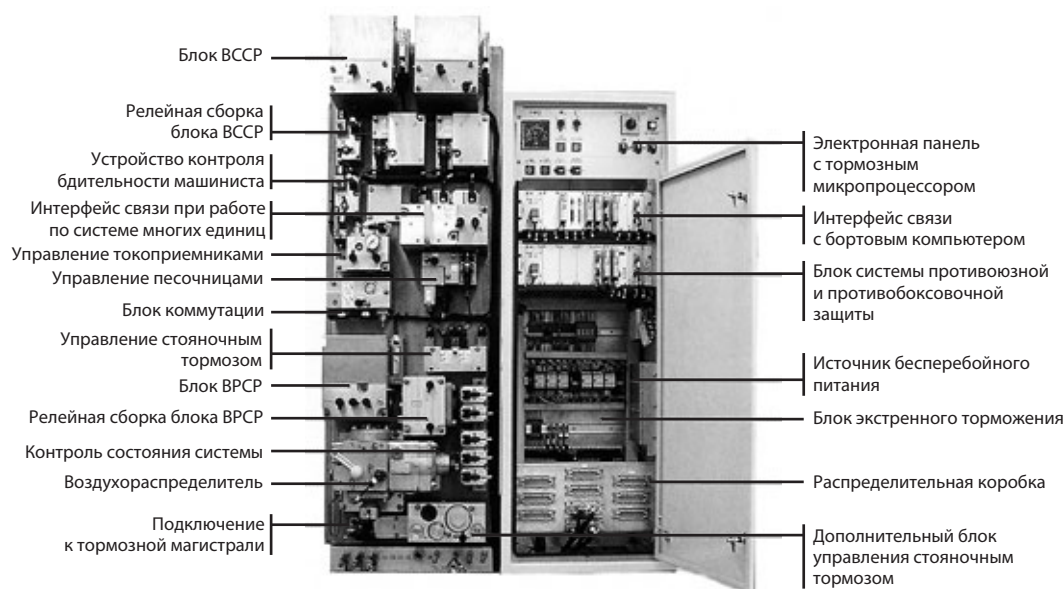 Блок ВССР
Релейная сборка
блока ВССР
Устройство контроля
бдительности машиниста
Интерфейс связи при работе
по системе многих единиц
Управление токоприемниками
Управление песочницами
Блок коммутации
Управление стояночным
тормозом
Блок ВРСР
Релейная сборка блока ВРСР
Контроль состояния системы
Воздухораспределитель
Подключение
к тормозной магистрали
Электронная панель
с тормозным
микропроцессором
Интерфейс связи
с бортовым компьютером
Блок системы противоюзной
и противобоксовочной
защиты
Источник бесперебойного
питания
Блок экстренного торможения
Распределительная коробка
Дополнительный блок
управления стояночным
тормозом